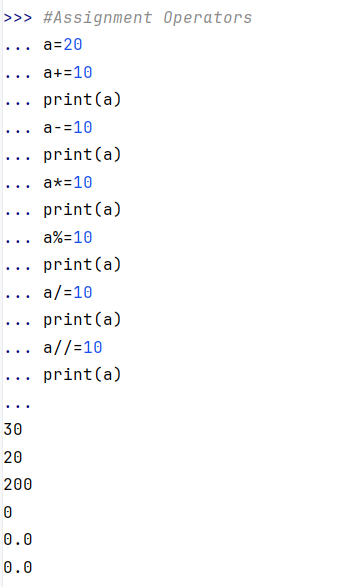 >>> #Assignment Operators
... a=20
... a+=10
... print(a)
... a-=10
... print(a)
... a*=10
... print(a)
... a%=10
... print(a)
... a/=10
... print(a)
... a//=10
... print(a)
...
30
20
200
0
0.0
0.0